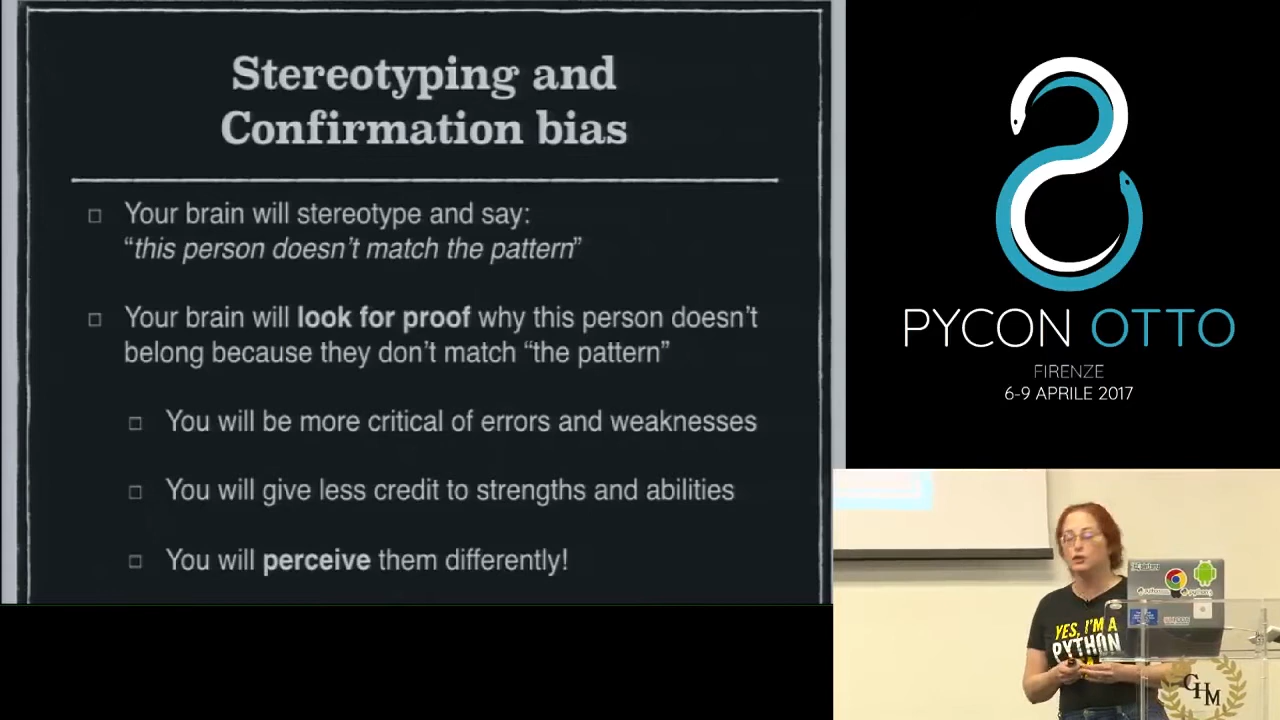 Stereotyping and
Confirmation bias
□ Your brain will stereotype and say:
“this person doesn’t match the pattern”
□ Your brain will look for proof why this person doesn’t
belong because they don’t match “the pattern”
□ You will be more critical of errors and weaknesses
□ You will give less credit to strengths and abilities
□ You will perceive them differently!
PYCON OTTO
FIRENZE
6-9 APRILE 2017
YES, I’M A
PYTHON
GHM